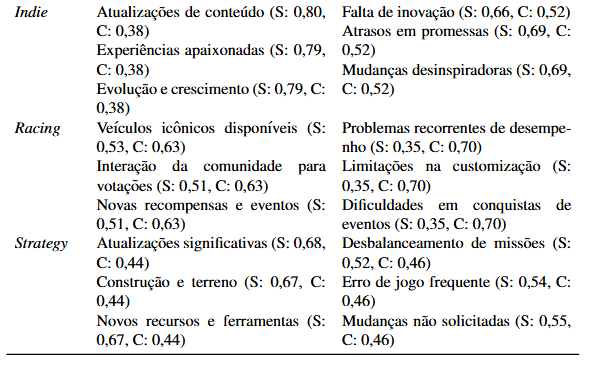 Indie Atualizações de conteúdo (S: 0,80, Falta de inovação (S: 0,66, C: 0,52)
C: 0,38) Atrasos em promessas (S: 0,69, C:
Experiências apaixonadas (S: 0,79, 0,52)
C: 0,38) Mudanças desinspiradoras (S: 0,69,
Evolução e crescimento (S: 0,79, C: C: 0,52)
0,38)
Racing Veículos icônicos disponíveis (S: Problemas recorrentes de desempe-
0,53, C: 0,63) nho (S: 0,35, C: 0,70)
Interação da comunidade para Limitações na customização (S:
votações (S: 0,51, C: 0,63) 0,35, C: 0,70)
Novas recompensas e eventos (S: Dificuldades em conquistas de
0,51, C: 0,63) eventos (S: 0,35, C: 0,70)
Strategy Atualizações significativas (S: 0,68, Desbalanceamento de missões (S:
C: 0,44) 0,52, C: 0,46)
Construção e terreno (S: 0,67, C: Erro de jogo frequente (S: 0,54, C:
0,44) 0,46)
Novos recursos e ferramentas (S: Mudanças não solicitadas (S: 0,55,
0,67, C: 0,44) C: 0,46)